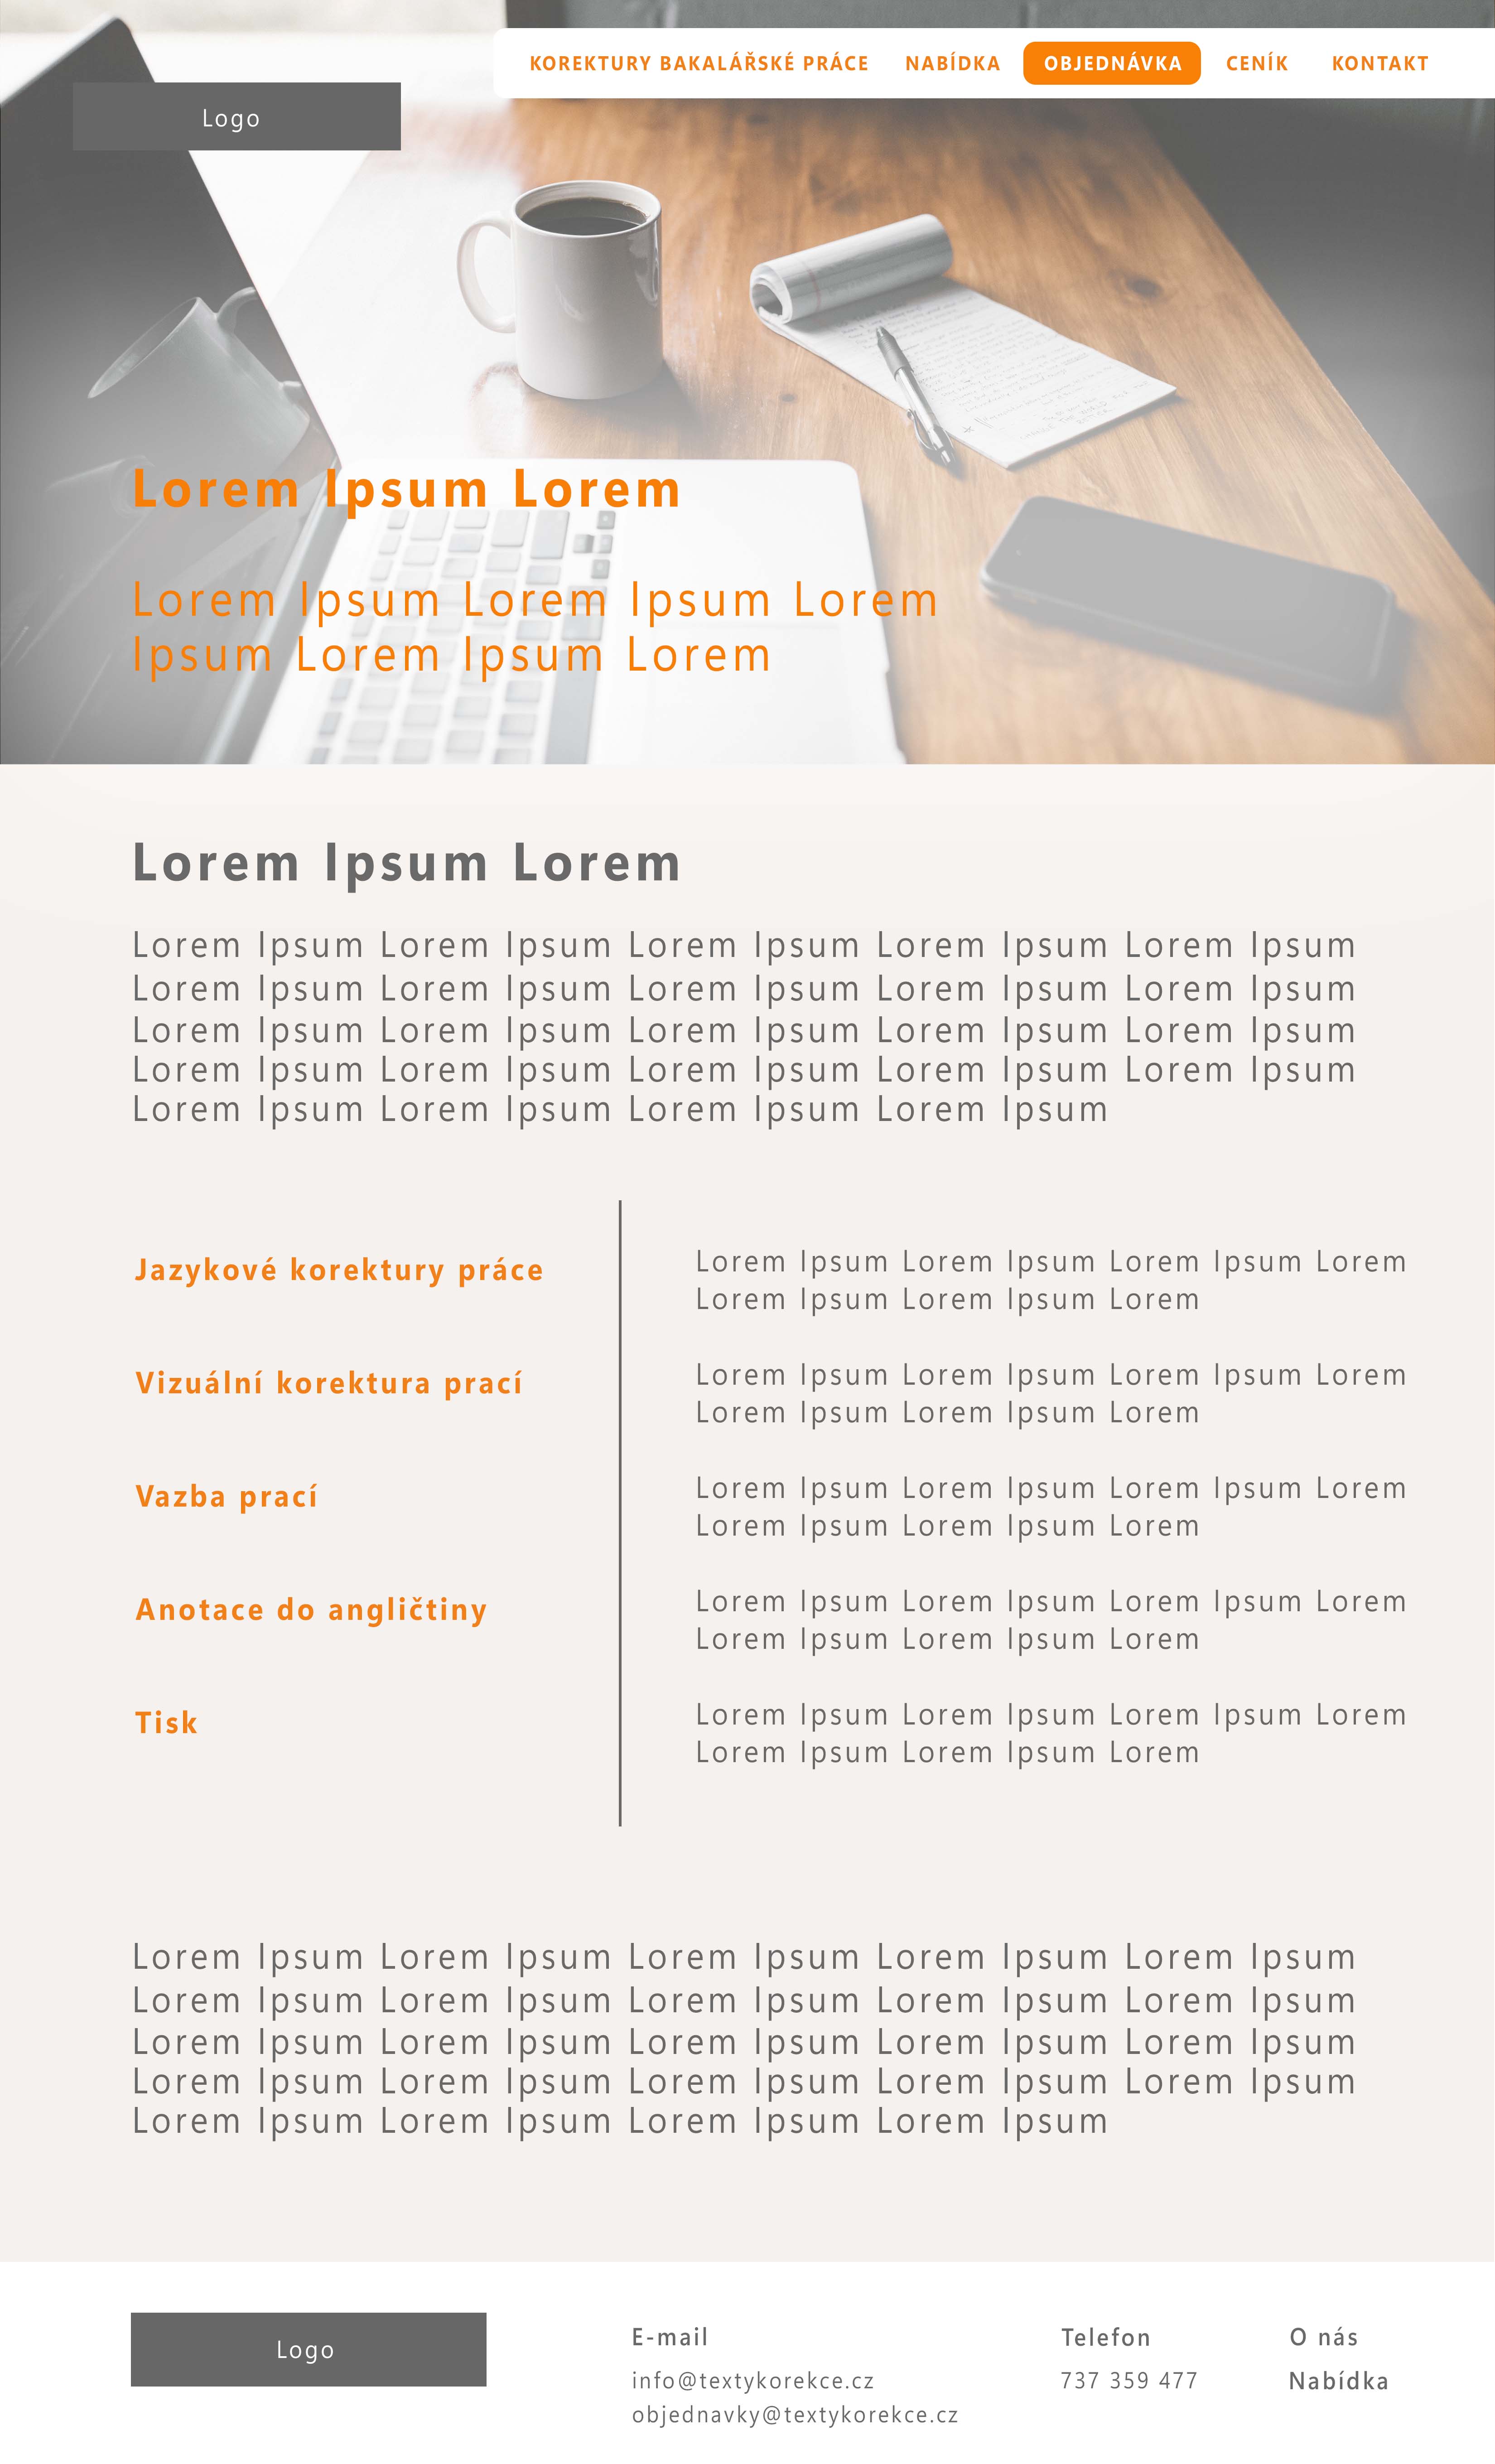 KOREKTURY BAKALÁŘSKÉ PRÁCE NABÍDKA OBJEDNÁVKA CENÍK KONTAKT
Logo
Lorem Ipsum Lorem
Lorem Ipsum Lorem Ipsum Lorem
Ipsum Lorem Ipsum Lorem
Lorem Ipsum Lorem
Lorem Ipsum Lorem Ipsum Lorem Ipsum Lorem Ipsum Lorem Ipsum
Lorem Ipsum Lorem Ipsum Lorem Ipsum Lorem Ipsum Lorem Ipsum
Lorem Ipsum Lorem Ipsum Lorem Ipsum Lorem Ipsum Lorem Ipsum
Lorem Ipsum Lorem Ipsum Lorem Ipsum Lorem Ipsum Lorem Ipsum
Lorem Ipsum Lorem Ipsum Lorem Ipsum Lorem Ipsum
Jazykové korektury práce
Lorem Ipsum Lorem Ipsum Lorem Ipsum Lorem
Lorem Ipsum Lorem Ipsum Lorem
Vizuální korektura prací
Lorem Ipsum Lorem Ipsum Lorem Ipsum Lorem
Lorem Ipsum Lorem Ipsum Lorem
Vazba prací
Lorem Ipsum Lorem Ipsum Lorem Ipsum Lorem
Lorem Ipsum Lorem Ipsum Lorem
Anotace do angličtiny
Lorem Ipsum Lorem Ipsum Lorem Ipsum Lorem
Lorem Ipsum Lorem Ipsum Lorem
Tisk
Lorem Ipsum Lorem Ipsum Lorem Ipsum Lorem
Lorem Ipsum Lorem Ipsum Lorem
Lorem Ipsum Lorem Ipsum Lorem Ipsum Lorem Ipsum Lorem Ipsum
Lorem Ipsum Lorem Ipsum Lorem Ipsum Lorem Ipsum Lorem Ipsum
Lorem Ipsum Lorem Ipsum Lorem Ipsum Lorem Ipsum Lorem Ipsum
Lorem Ipsum Lorem Ipsum Lorem Ipsum Lorem Ipsum Lorem Ipsum
Lorem Ipsum Lorem Ipsum Lorem Ipsum Lorem Ipsum
Logo
E-mail
info@textykorekce.cz
objednavky@textykorekce.cz
Telefon
737 359 477
O nás
Nabídka